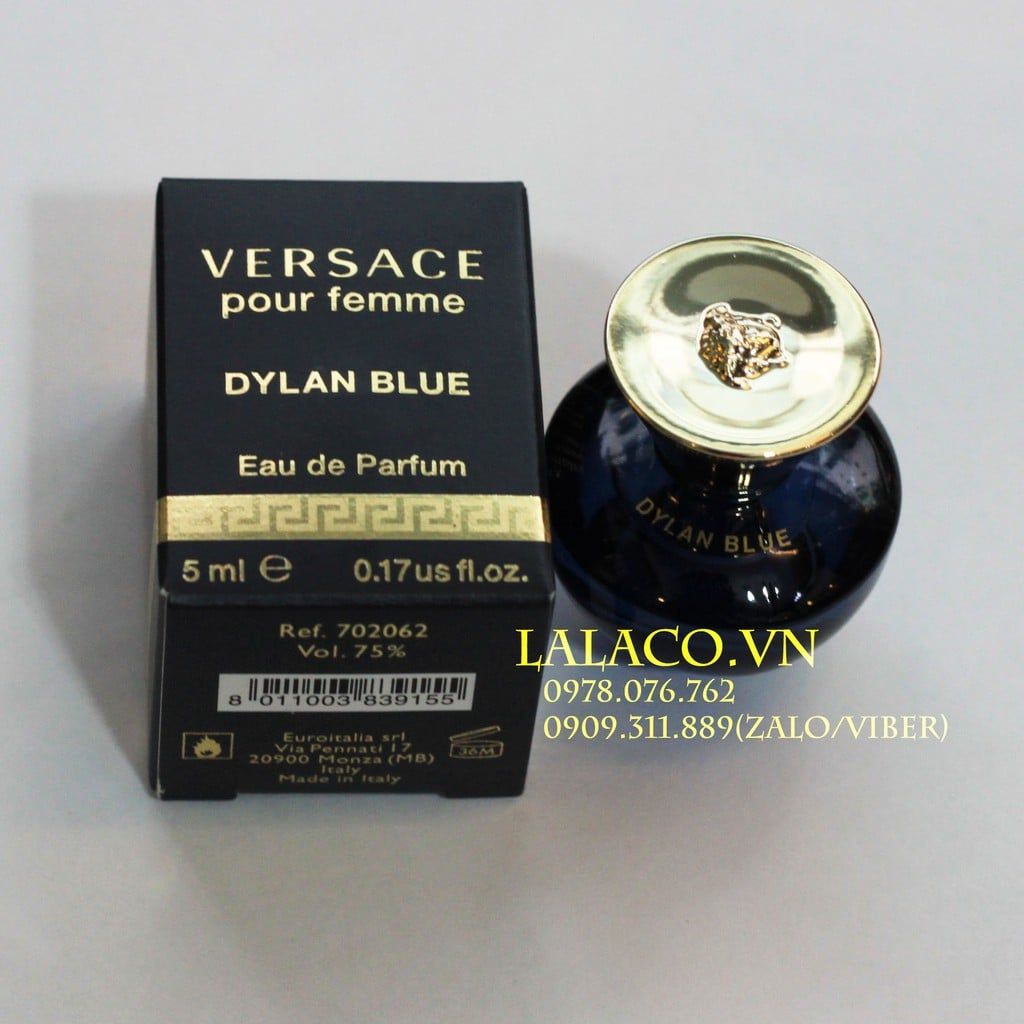 VERSACE
pour femme
DYLAN BLUE
Eau de Parfum
5 ml ℮ 0.17 us fl.oz.
Ref. 702062
Vol. 75%
8 011003 839155
Euroitalia srl
Via Pennati 17
20900 Monza (MB)
Italy
Made in Italy
36M
DYLAN BLUE
LALACO.VN
0978.076.762
0909.311.889(ZALO/VIBER)